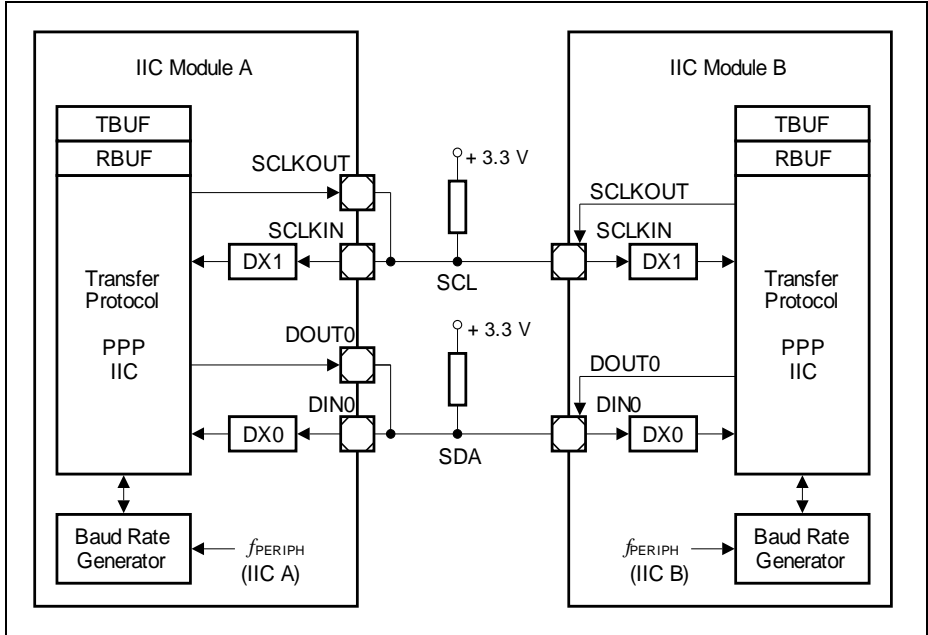 IIC Module A
TBUF
RBUF
Transfer
Protocol
PPP
IIC
SCLKOUT
SCLKIN
DX1
DOUT0
DIN0
DX0
Baud Rate
Generator
fPERIPH
(IIC A)
+ 3.3 V
SCL
+ 3.3 V
SDA
IIC Module B
TBUF
RBUF
SCLKOUT
SCLKIN
DX1
Transfer
Protocol
PPP
IIC
DOUT0
DIN0
DX0
fPERIPH
(IIC B)
Baud Rate
Generator